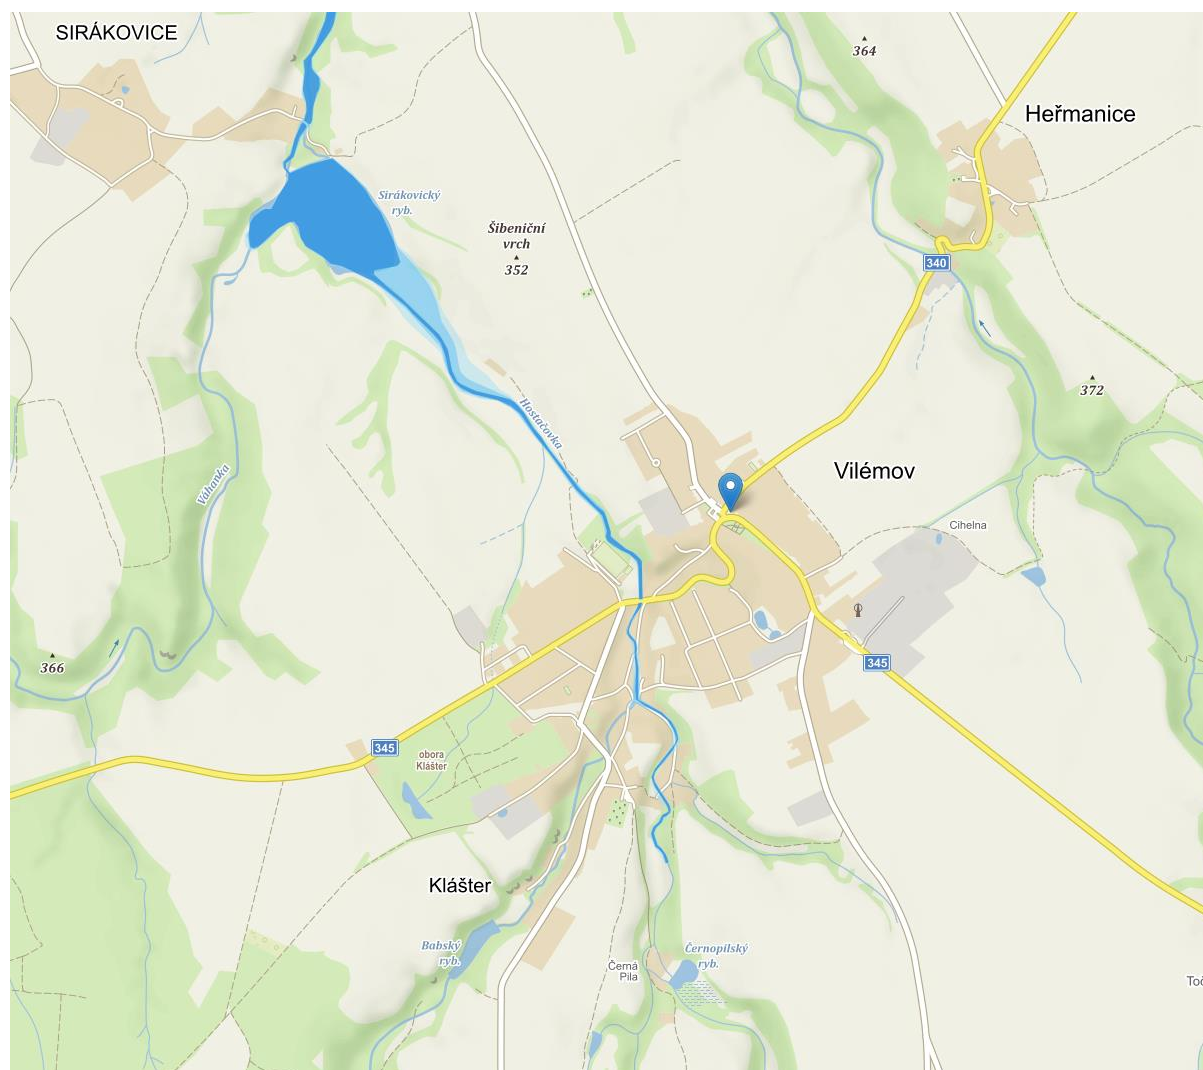 SIRÁKOVICE
364
Heřmanice
Sirákovický
ryb.
Šibeniční
vrch
352
340
372
Hostačovka
Váhanka
Vilémov
Cihelna
366
345
345
obora
Klášter
Klášter
Babský
ryb.
Černá
Pila
Černopilský
ryb.
Toč